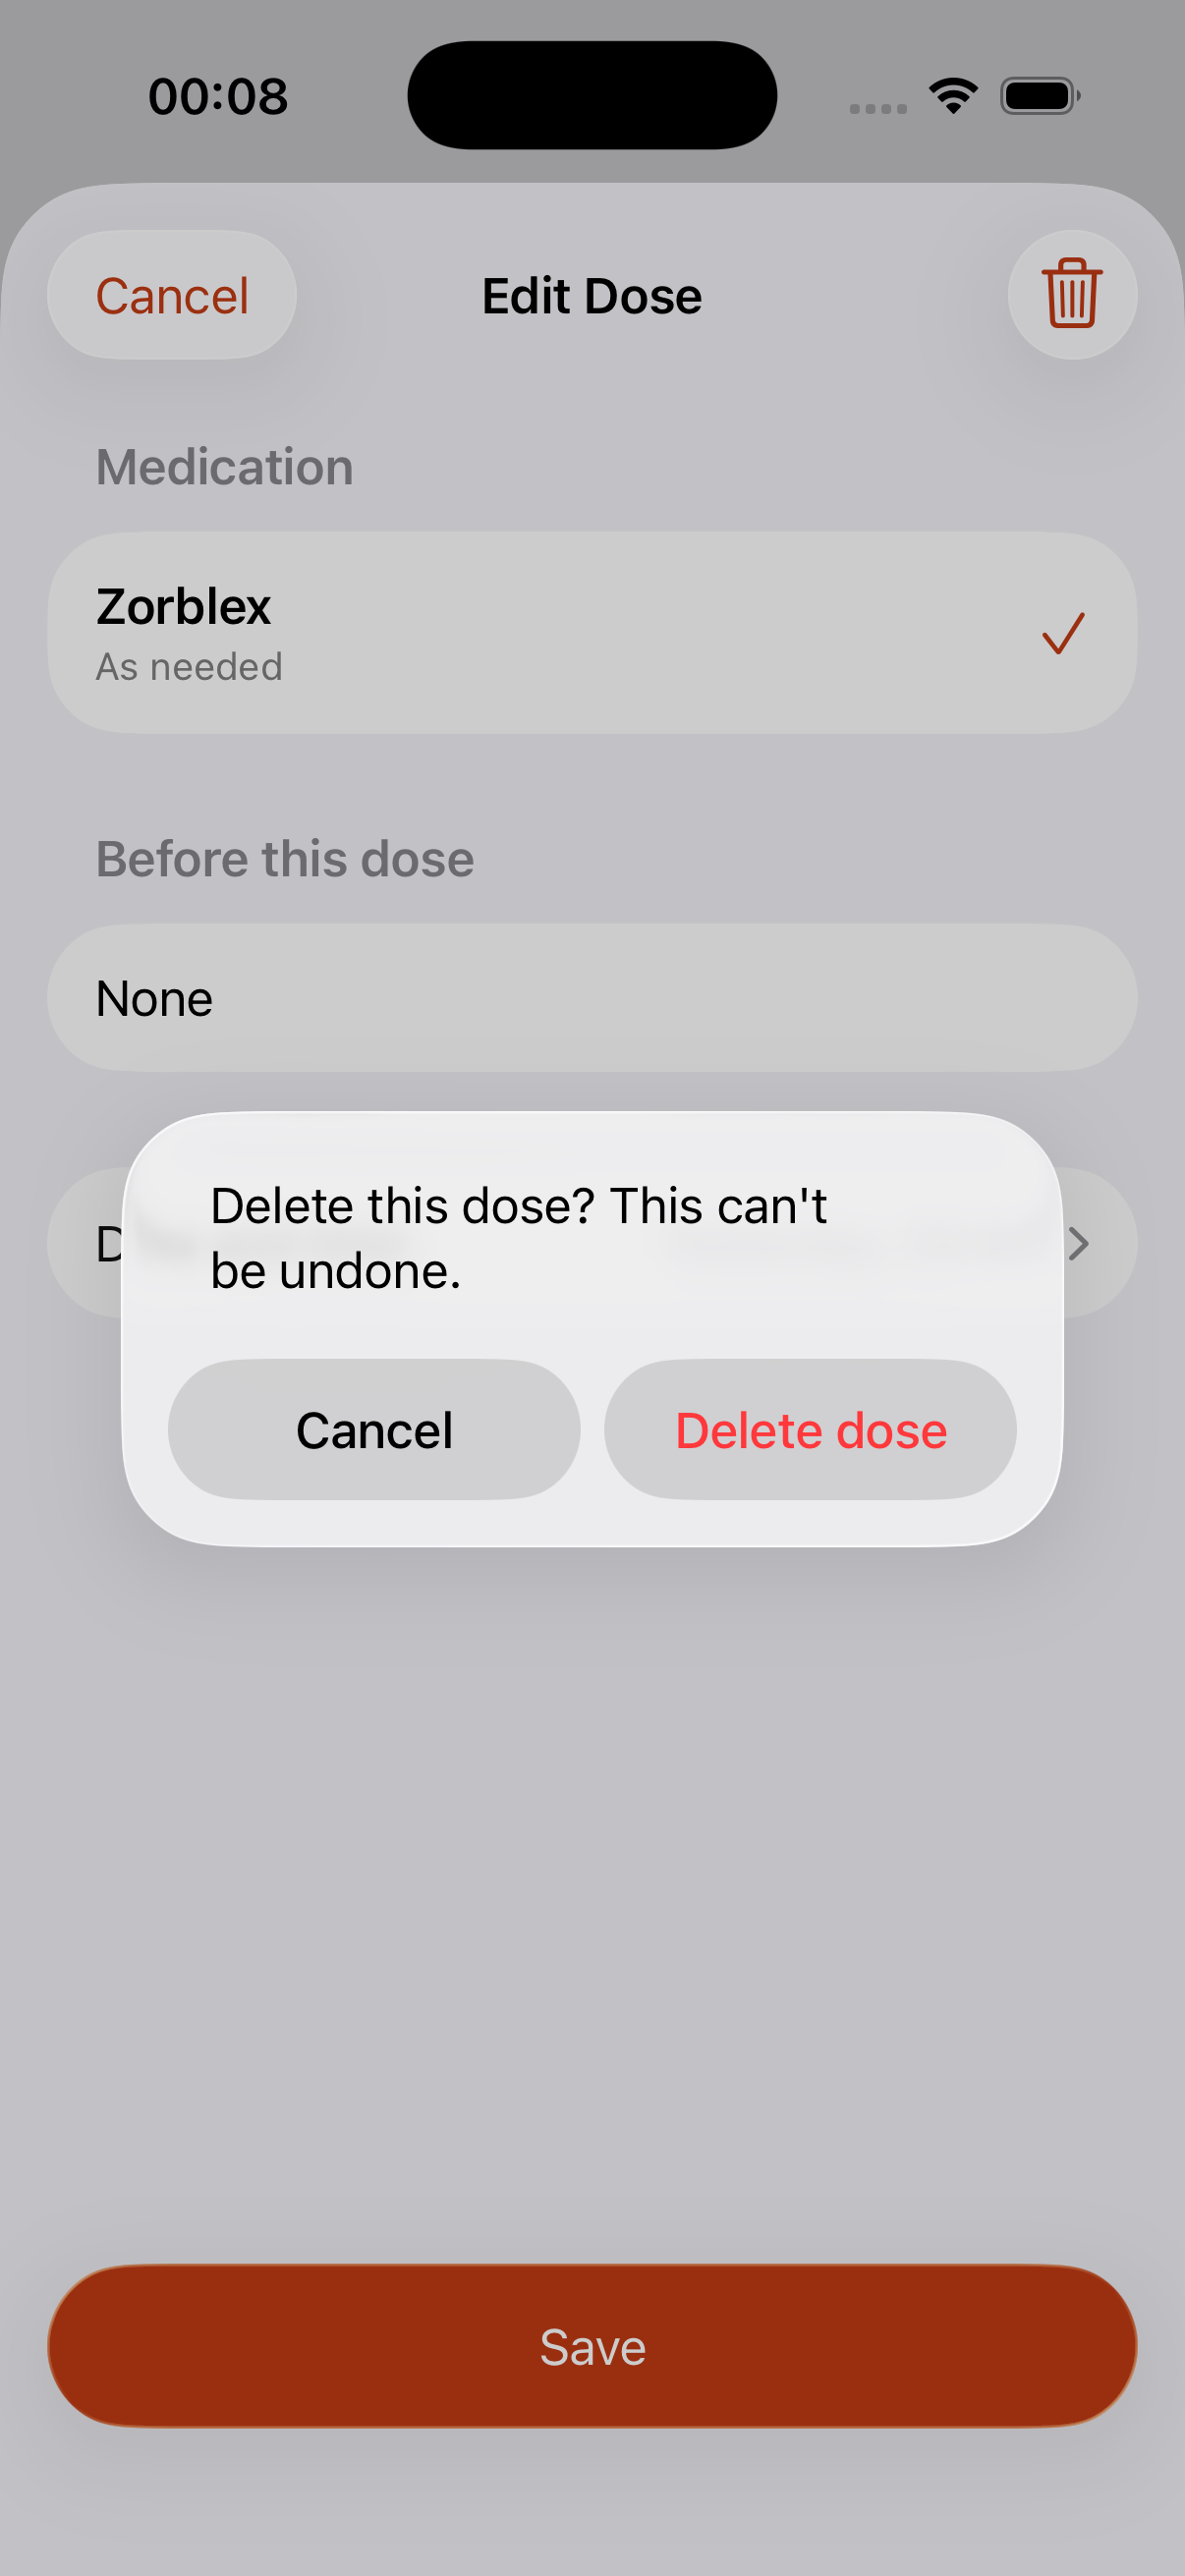 00:08
Cancel
Edit Dose
Medication
Zorblex
As needed
Before this dose
None
Delete this dose? This can't
be undone.
Cancel
Delete dose
Save